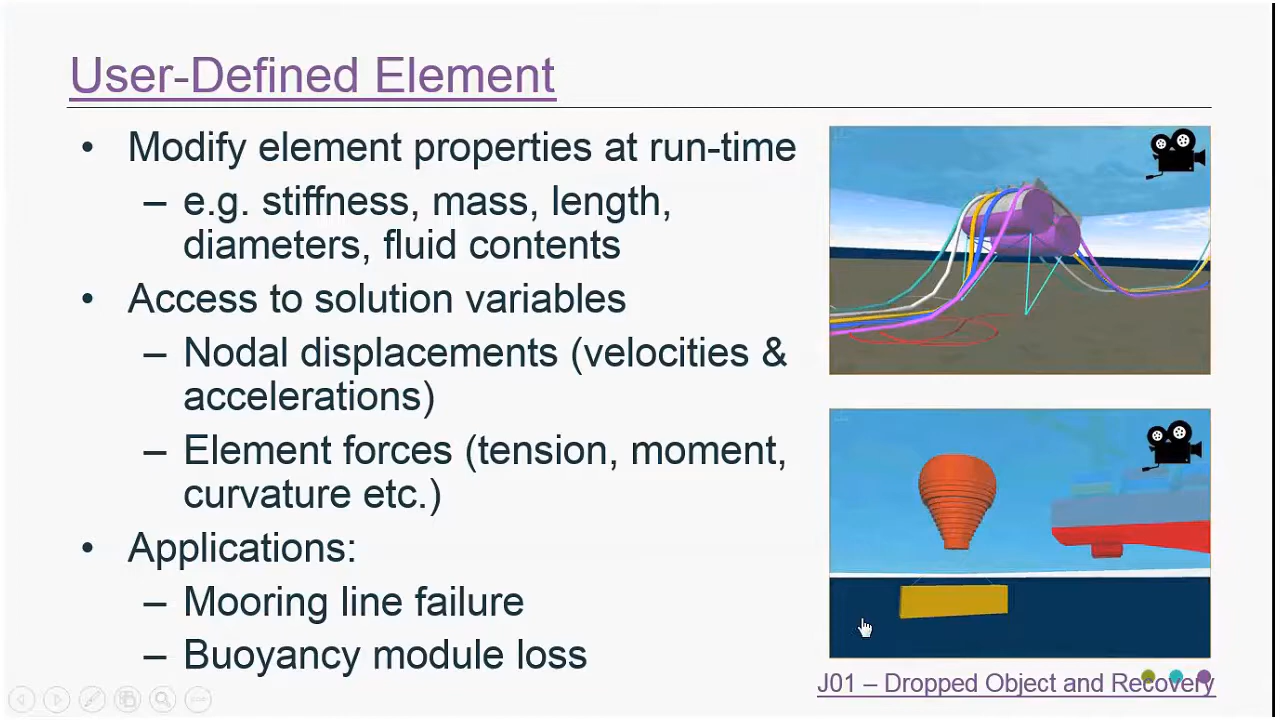 User-Defined Element
• Modify element properties at run-time
– e.g. stiffness, mass, length,
diameters, fluid contents
• Access to solution variables
– Nodal displacements (velocities &
accelerations)
– Element forces (tension, moment,
curvature etc.)
• Applications:
– Mooring line failure
– Buoyancy module loss
J01 – Dropped Object and Recovery